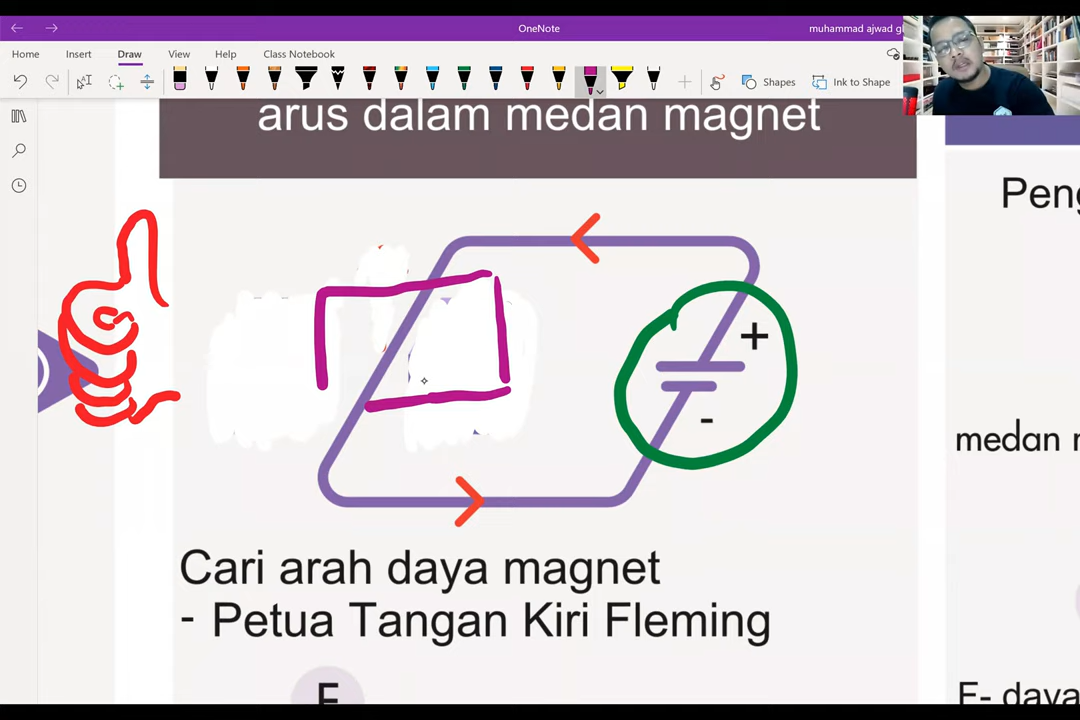 OneNote
muhammad ajwad g
Home Insert Draw View Help Class Notebook
Shapes Ink to Shape
arus dalam medan magnet
Peng
+
-
medan
Cari arah daya magnet
- Petua Tangan Kiri Fleming
F
F- daya